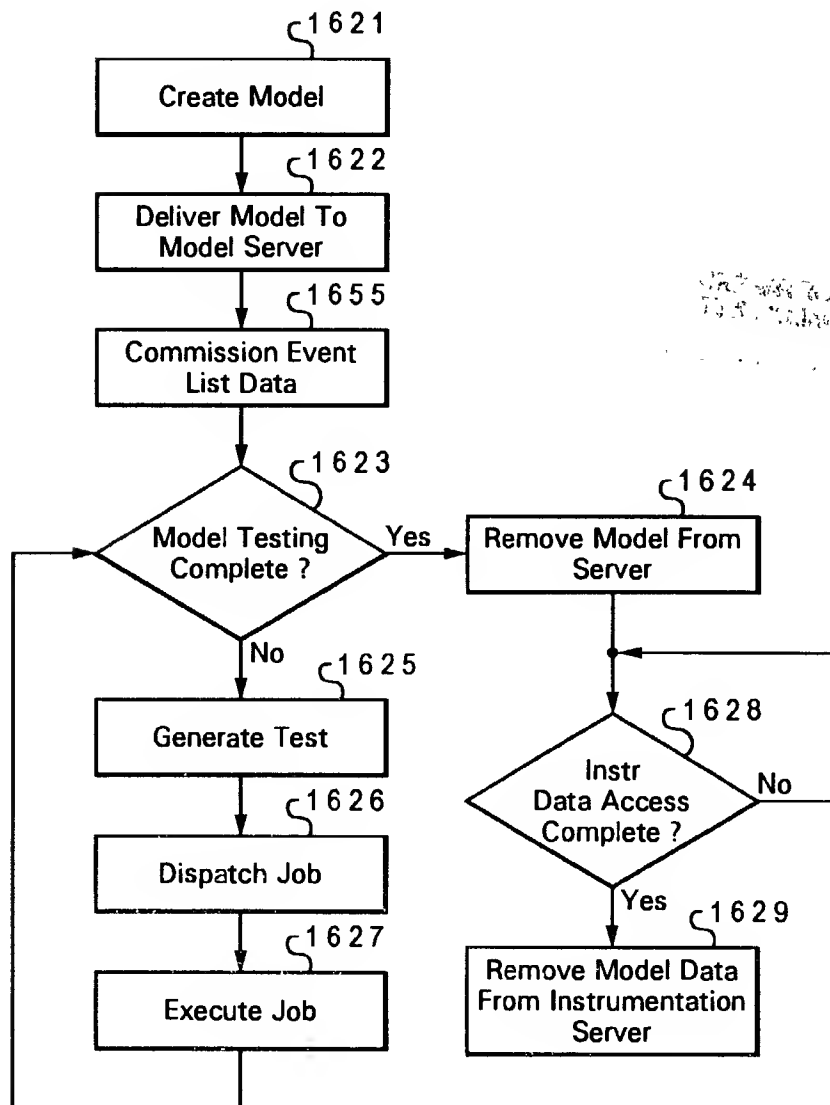 1621
Create Model
1622
Deliver Model To
Model Server
1655
Commission Event
List Data
1623
Model Testing
Complete ?
Yes
No
1624
Remove Model From
Server
1625
Generate Test
1626
Dispatch Job
1627
Execute Job
1628
Instr
Data Access
Complete ?
No
Yes
1629
Remove Model Data
From Instrumentation
Server